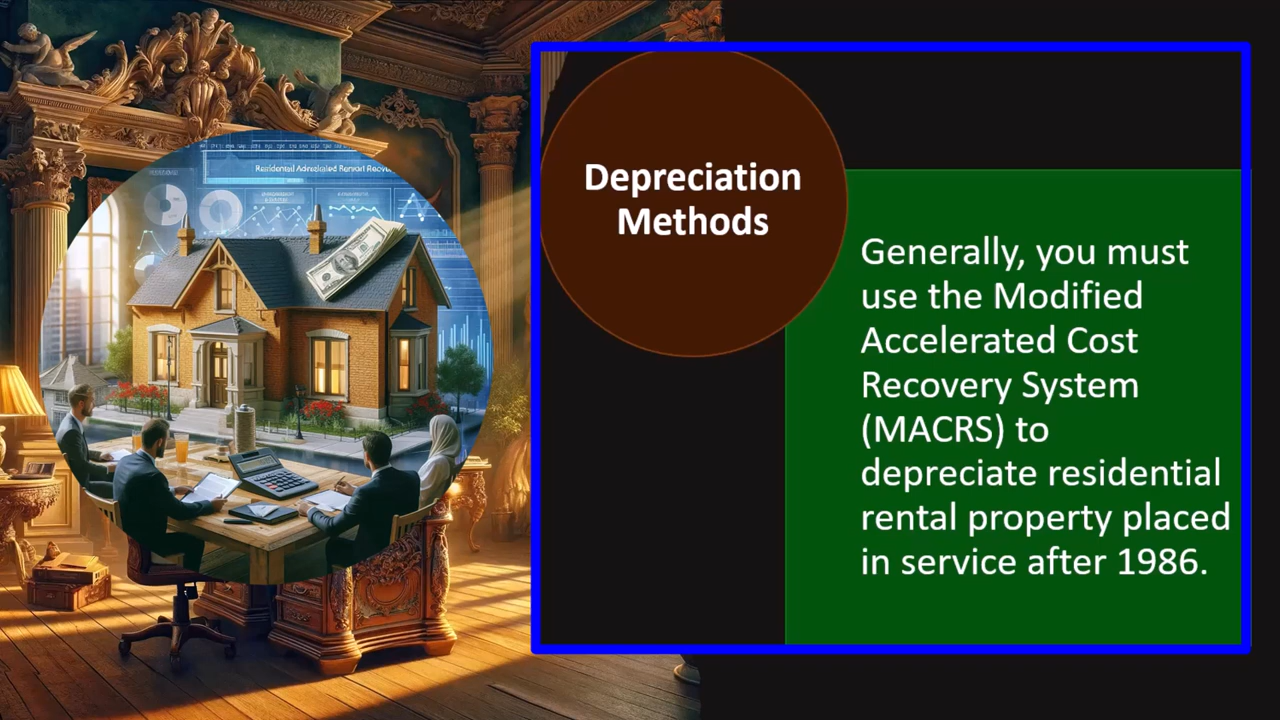 Depreciation
Methods
Generally, you must
use the Modified
Accelerated Cost
Recovery System
(MACRS) to
depreciate residential
rental property placed
in service after 1986.